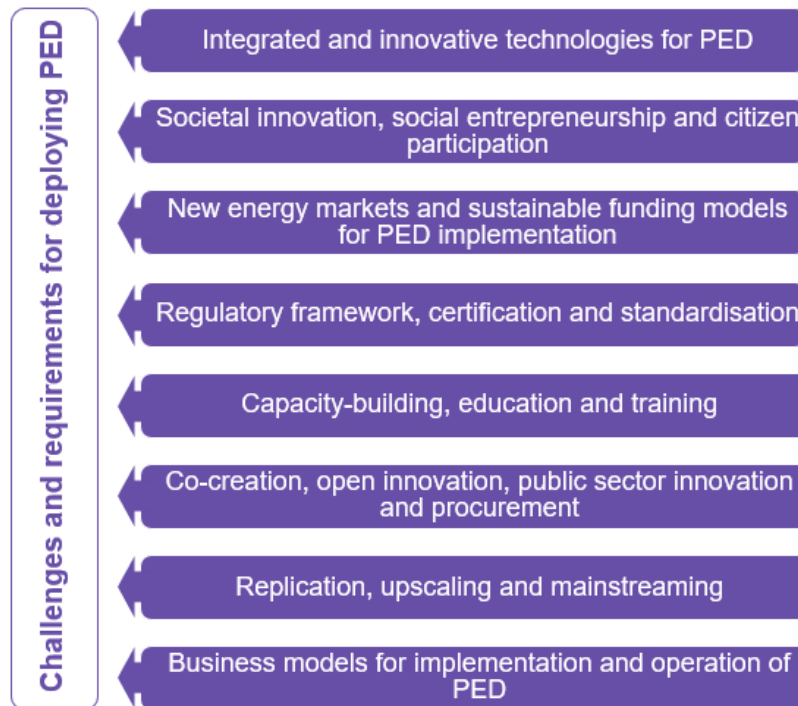 Challenges and requirements for deploying PED
Integrated and innovative technologies for PED
Societal innovation, social entrepreneurship and citizen
participation
New energy markets and sustainable funding models
for PED implementation
Regulatory framework, certification and standardisation
Capacity-building, education and training
Co-creation, open innovation, public sector innovation
and procurement
Replication, upscaling and mainstreaming
Business models for implementation and operation of
PED